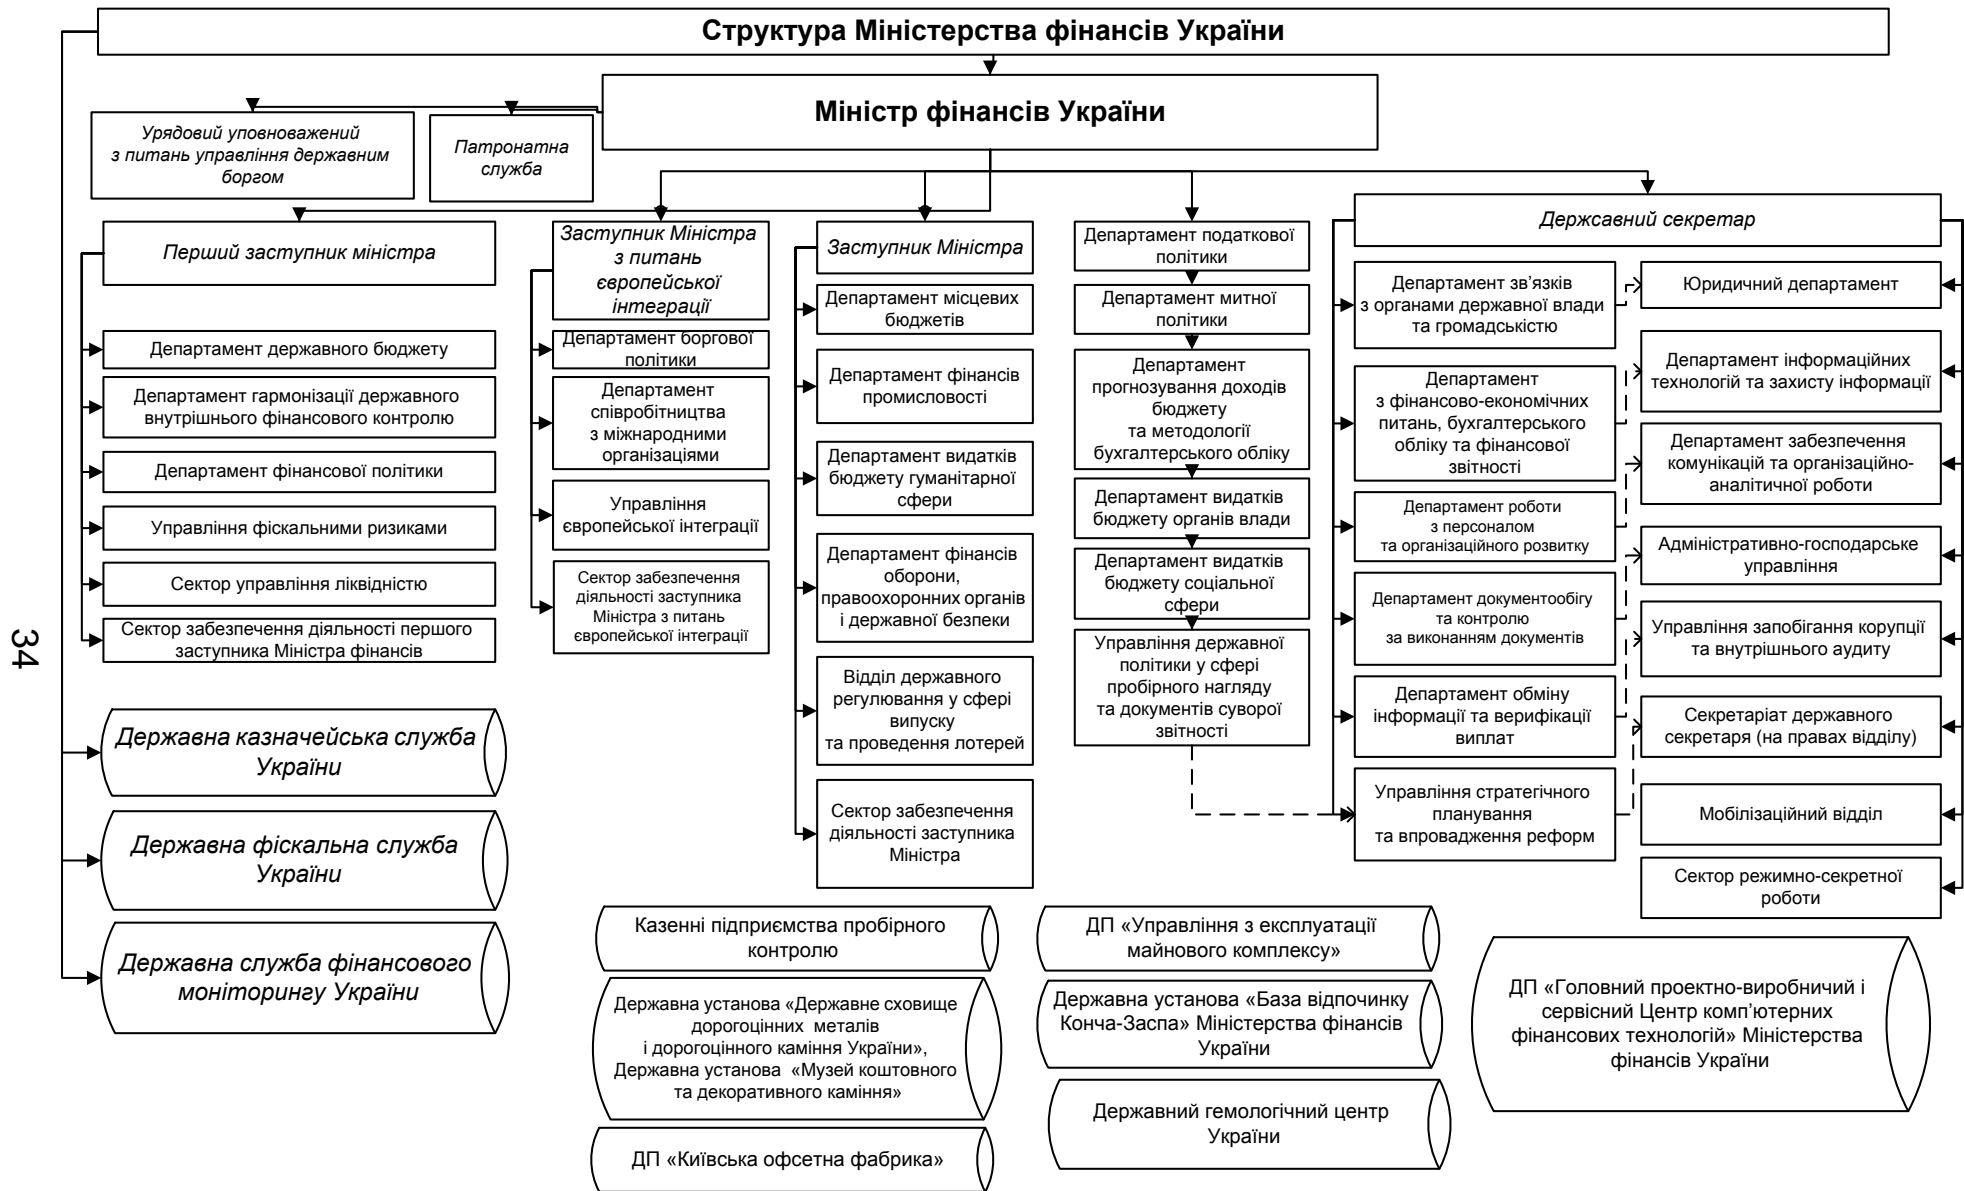 Структура Міністерства фінансів України
Міністр фінансів України
Урядовий уповноважений
з питань управління державним
боргом
Патронатна
служба
Перший заступник міністра
Департамент державного бюджету
Департамент гармонізації державного
внутрішнього фінансового контролю
Департамент фінансової політики
Управління фіскальними ризиками
Сектор управління ліквідністю
Сектор забезпечення діяльності першого
заступника Міністра фінансів
Заступник Міністра
з питань
європейської
інтеграції
Департамент боргової
політики
Департамент
співробітництва
з міжнародними
організаціями
Управління
європейської інтеграції
Сектор забезпечення
діяльності заступника
Міністра з питань
європейської інтеграції
Заступник Міністра
Департамент місцевих
бюджетів
Департамент фінансів
промисловості
Департамент видатків
бюджету гуманітарної
сфери
Департамент фінансів
оборони,
правоохоронних органів
і державної безпеки
Відділ державного
регулювання у сфері
випуску
та проведення лотерей
Сектор забезпечення
діяльності заступника
Міністра
Департамент податкової
політики
Департамент митної
політики
Департамент
прогнозування доходів
бюджету
та методології
бухгалтерського обліку
Департамент видатків
бюджету органів влади
Департамент видатків
бюджету соціальної
сфери
Управління державної
політики у сфері
пробірного нагляду
та документів суворої
звітності
Державний секретар
Департамент зв’язків
з органами державної влади
та громадськістю
Департамент
з фінансово-економічних
питань, бухгалтерського
обліку та фінансової
звітності
Департамент роботи
з персоналом
та організаційного розвитку
Департамент документообігу
та контролю
за виконанням документів
Департамент обміну
інформації та верифікації
виплат
Управління стратегічного
планування
та впровадження реформ
Юридичний департамент
Департамент інформаційних
технологій та захисту інформації
Департамент забезпечення
комунікацій та організаційно-
аналітичної роботи
Адміністративно-господарське
управління
Управління запобігання корупції
та внутрішнього аудиту
Секретаріат державного
секретаря (на правах відділу)
Мобілізаційний відділ
Сектор режимно-секретної
роботи
34
Державна казначейська служба
України
Державна фіскальна служба
України
Державна служба фінансового
моніторингу України
Казенні підприємства пробірного
контролю
Державна установа «Державне сховище
дорогоцінних металів
і дорогоцінного каміння України»,
Державна установа «Музей коштовного
та декоративного каміння»
ДП «Київська офсетна фабрика»
ДП «Управління з експлуатації
майнового комплексу»
Державна установа «База відпочинку
Конча-Заспа» Міністерства фінансів
України
Державний гемологічний центр
України
ДП «Головний проектно-виробничий і
сервісний Центр комп’ютерних
фінансових технологій» Міністерства
фінансів України